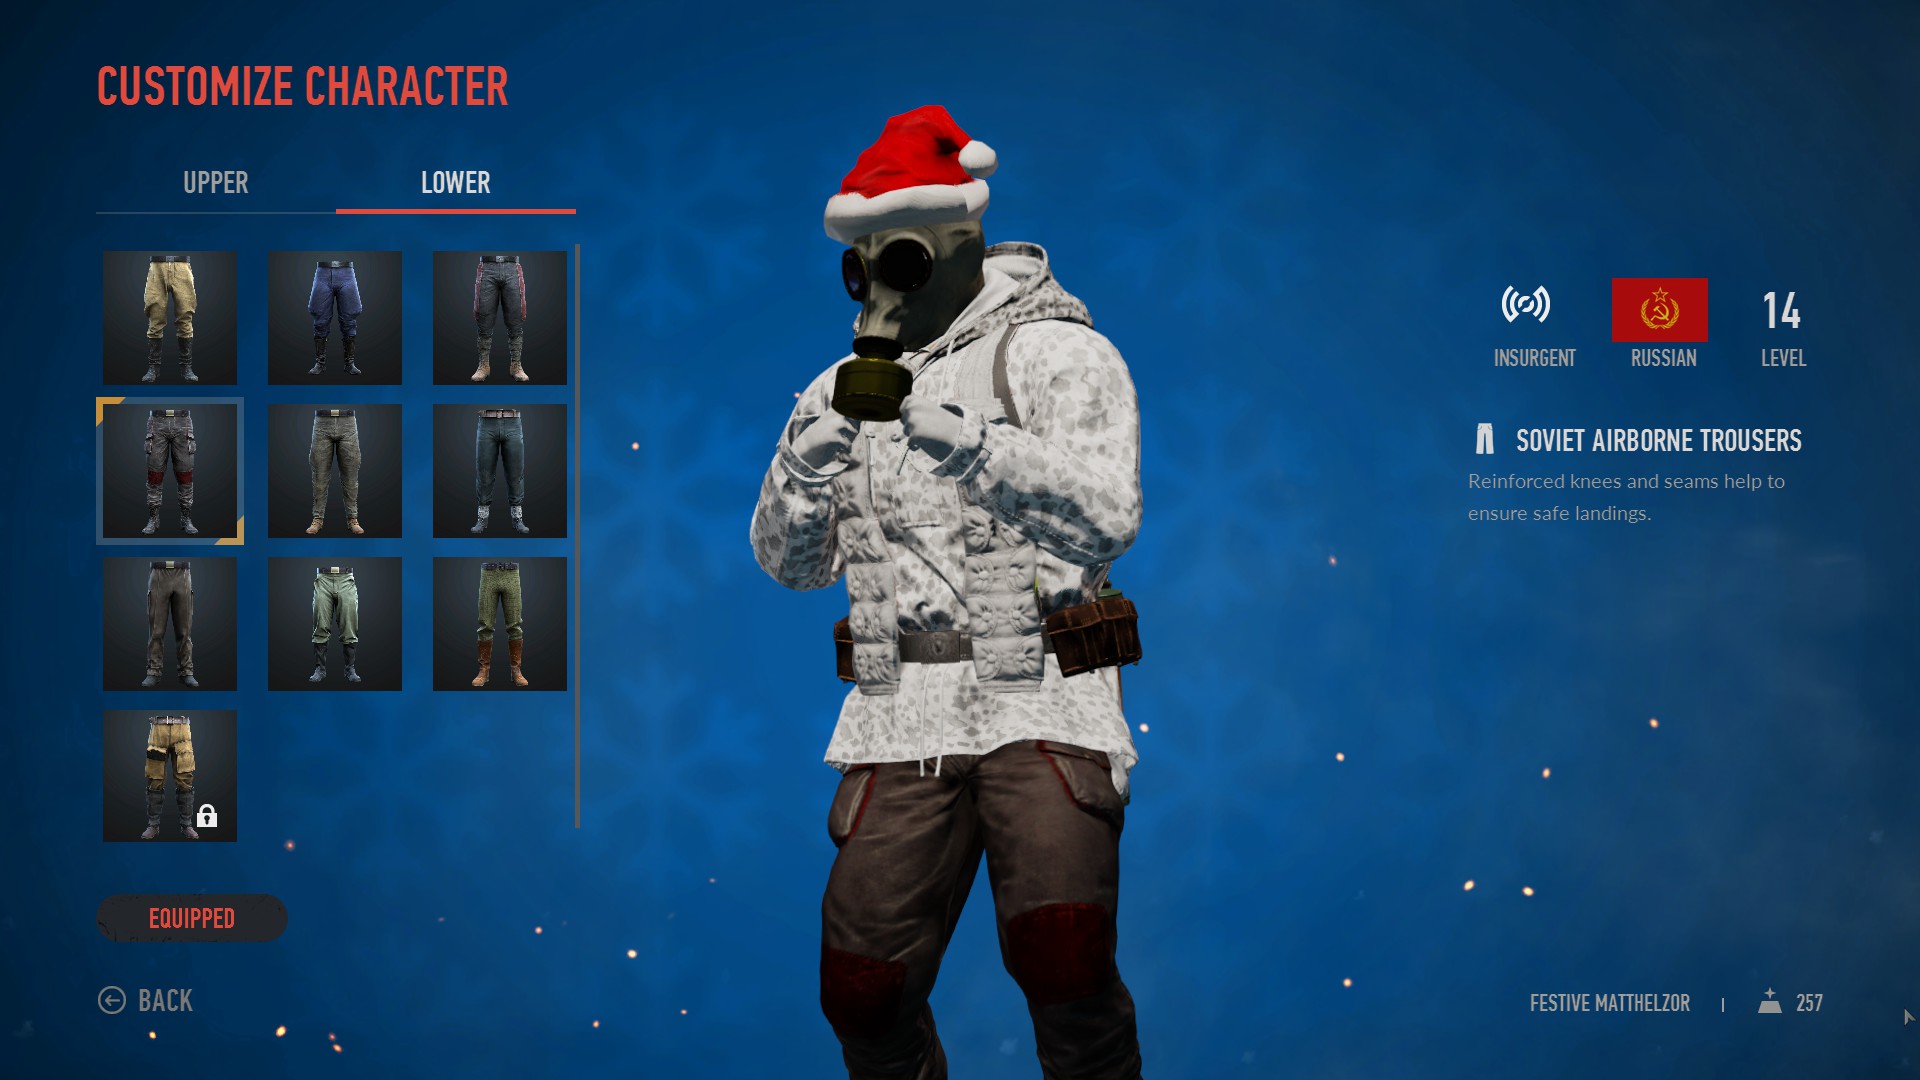 CUSTOMIZE CHARACTER
UPPER
LOWER
14
INSURGENT
RUSSIAN
LEVEL
SOVIET AIRBORNE TROUSERS
Reinforced knees and seams help to
ensure safe landings.
EQUIPPED
BACK
FESTIVE MATTHELZOR | 257